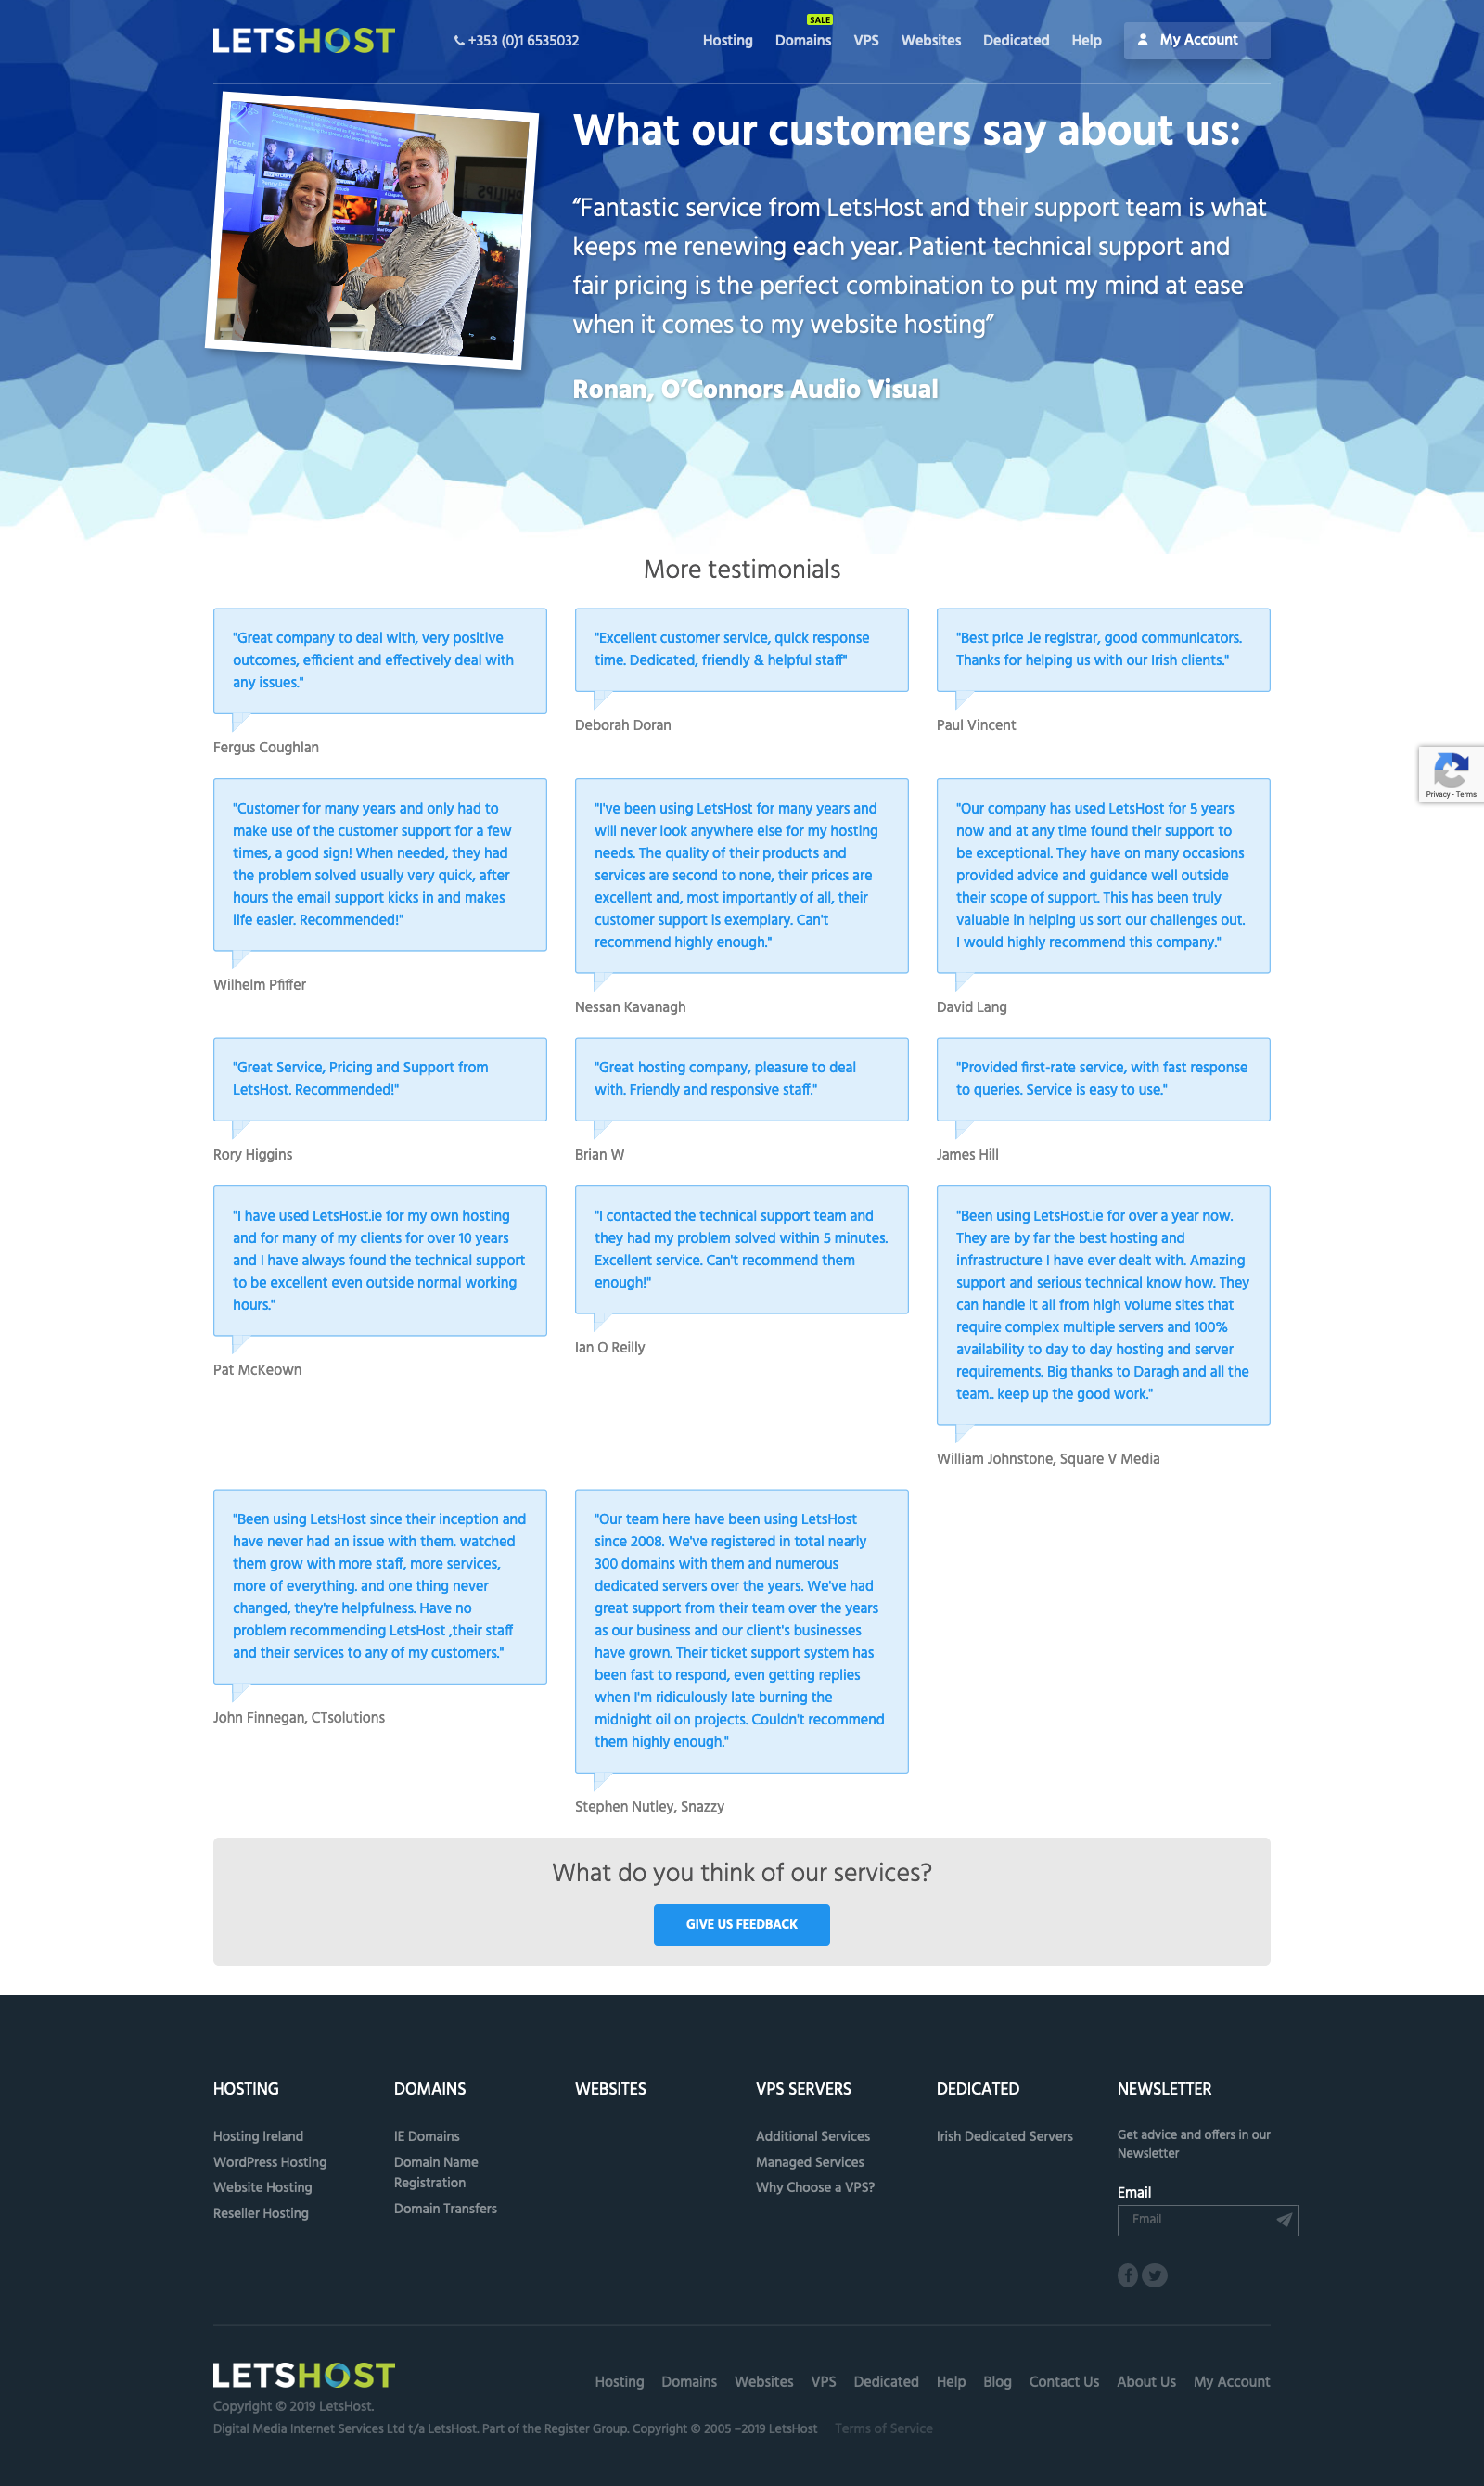 LETSHOST
+353 (0)1 6535032
SALE
Hosting Domains VPS Websites Dedicated Help My Account
What our customers say about us:
“Fantastic service from LetsHost and their support team is what
keeps me renewing each year. Patient technical support and
fair pricing is the perfect combination to put my mind at ease
when it comes to my website hosting”
Ronan, O’Connors Audio Visual
PHILIPS
More testimonials
"Great company to deal with, very positive
outcomes, efficient and effectively deal with
any issues."
Fergus Coughlan
"Excellent customer service, quick response
time. Dedicated, friendly & helpful staff"
Deborah Doran
"Best price .ie registrar, good communicators.
Thanks for helping us with our Irish clients."
Paul Vincent
Privacy - Terms
"Customer for many years and only had to
make use of the customer support for a few
times, a good sign! When needed, they had
the problem solved usually very quick, after
hours the email support kicks in and makes
life easier. Recommended!"
Wilhelm Pfiffer
"I've been using LetsHost for many years and
will never look anywhere else for my hosting
needs. The quality of their products and
services are second to none, their prices are
excellent and, most importantly of all, their
customer support is exemplary. Can't
recommend highly enough."
Nessan Kavanagh
"Our company has used LetsHost for 5 years
now and at any time found their support to
be exceptional. They have on many occasions
provided advice and guidance well outside
their scope of support. This has been truly
valuable in helping us sort our challenges out.
I would highly recommend this company."
David Lang
"Great Service, Pricing and Support from
LetsHost. Recommended!"
Rory Higgins
"Great hosting company, pleasure to deal
with. Friendly and responsive staff."
Brian W
"Provided first-rate service, with fast response
to queries. Service is easy to use."
James Hill
"I have used LetsHost.ie for my own hosting
and for many of my clients for over 10 years
and I have always found the technical support
to be excellent even outside normal working
hours."
Pat McKeown
"I contacted the technical support team and
they had my problem solved within 5 minutes.
Excellent service. Can't recommend them
enough!"
Ian O Reilly
"Been using LetsHost.ie for over a year now.
They are by far the best hosting and
infrastructure I have ever dealt with. Amazing
support and serious technical know how. They
can handle it all from high volume sites that
require complex multiple servers and 100%
availability to day to day hosting and server
requirements. Big thanks to Daragh and all the
team.. keep up the good work."
William Johnstone, Square V Media
"Been using LetsHost since their inception and
have never had an issue with them. watched
them grow with more staff, more services,
more of everything. and one thing never
changed, they're helpfulness. Have no
problem recommending LetsHost ,their staff
and their services to any of my customers."
John Finnegan, CTsolutions
"Our team here have been using LetsHost
since 2008. We've registered in total nearly
300 domains with them and numerous
dedicated servers over the years. We've had
great support from their team over the years
as our business and our client's businesses
have grown. Their ticket support system has
been fast to respond, even getting replies
when I'm ridiculously late burning the
midnight oil on projects. Couldn't recommend
them highly enough."
Stephen Nutley, Snazzy
What do you think of our services?
GIVE US FEEDBACK
HOSTING
Hosting Ireland
WordPress Hosting
Website Hosting
Reseller Hosting
DOMAINS
IE Domains
Domain Name
Registration
Domain Transfers
WEBSITES
VPS SERVERS
Additional Services
Managed Services
Why Choose a VPS?
DEDICATED
Irish Dedicated Servers
NEWSLETTER
Get advice and offers in our
Newsletter
Email
Email
LETSHOST
Hosting Domains Websites VPS Dedicated Help Blog Contact Us About Us My Account
Copyright © 2019 LetsHost.
Digital Media Internet Services Ltd t/a LetsHost. Part of the Register Group. Copyright © 2005 –2019 LetsHost Terms of Service